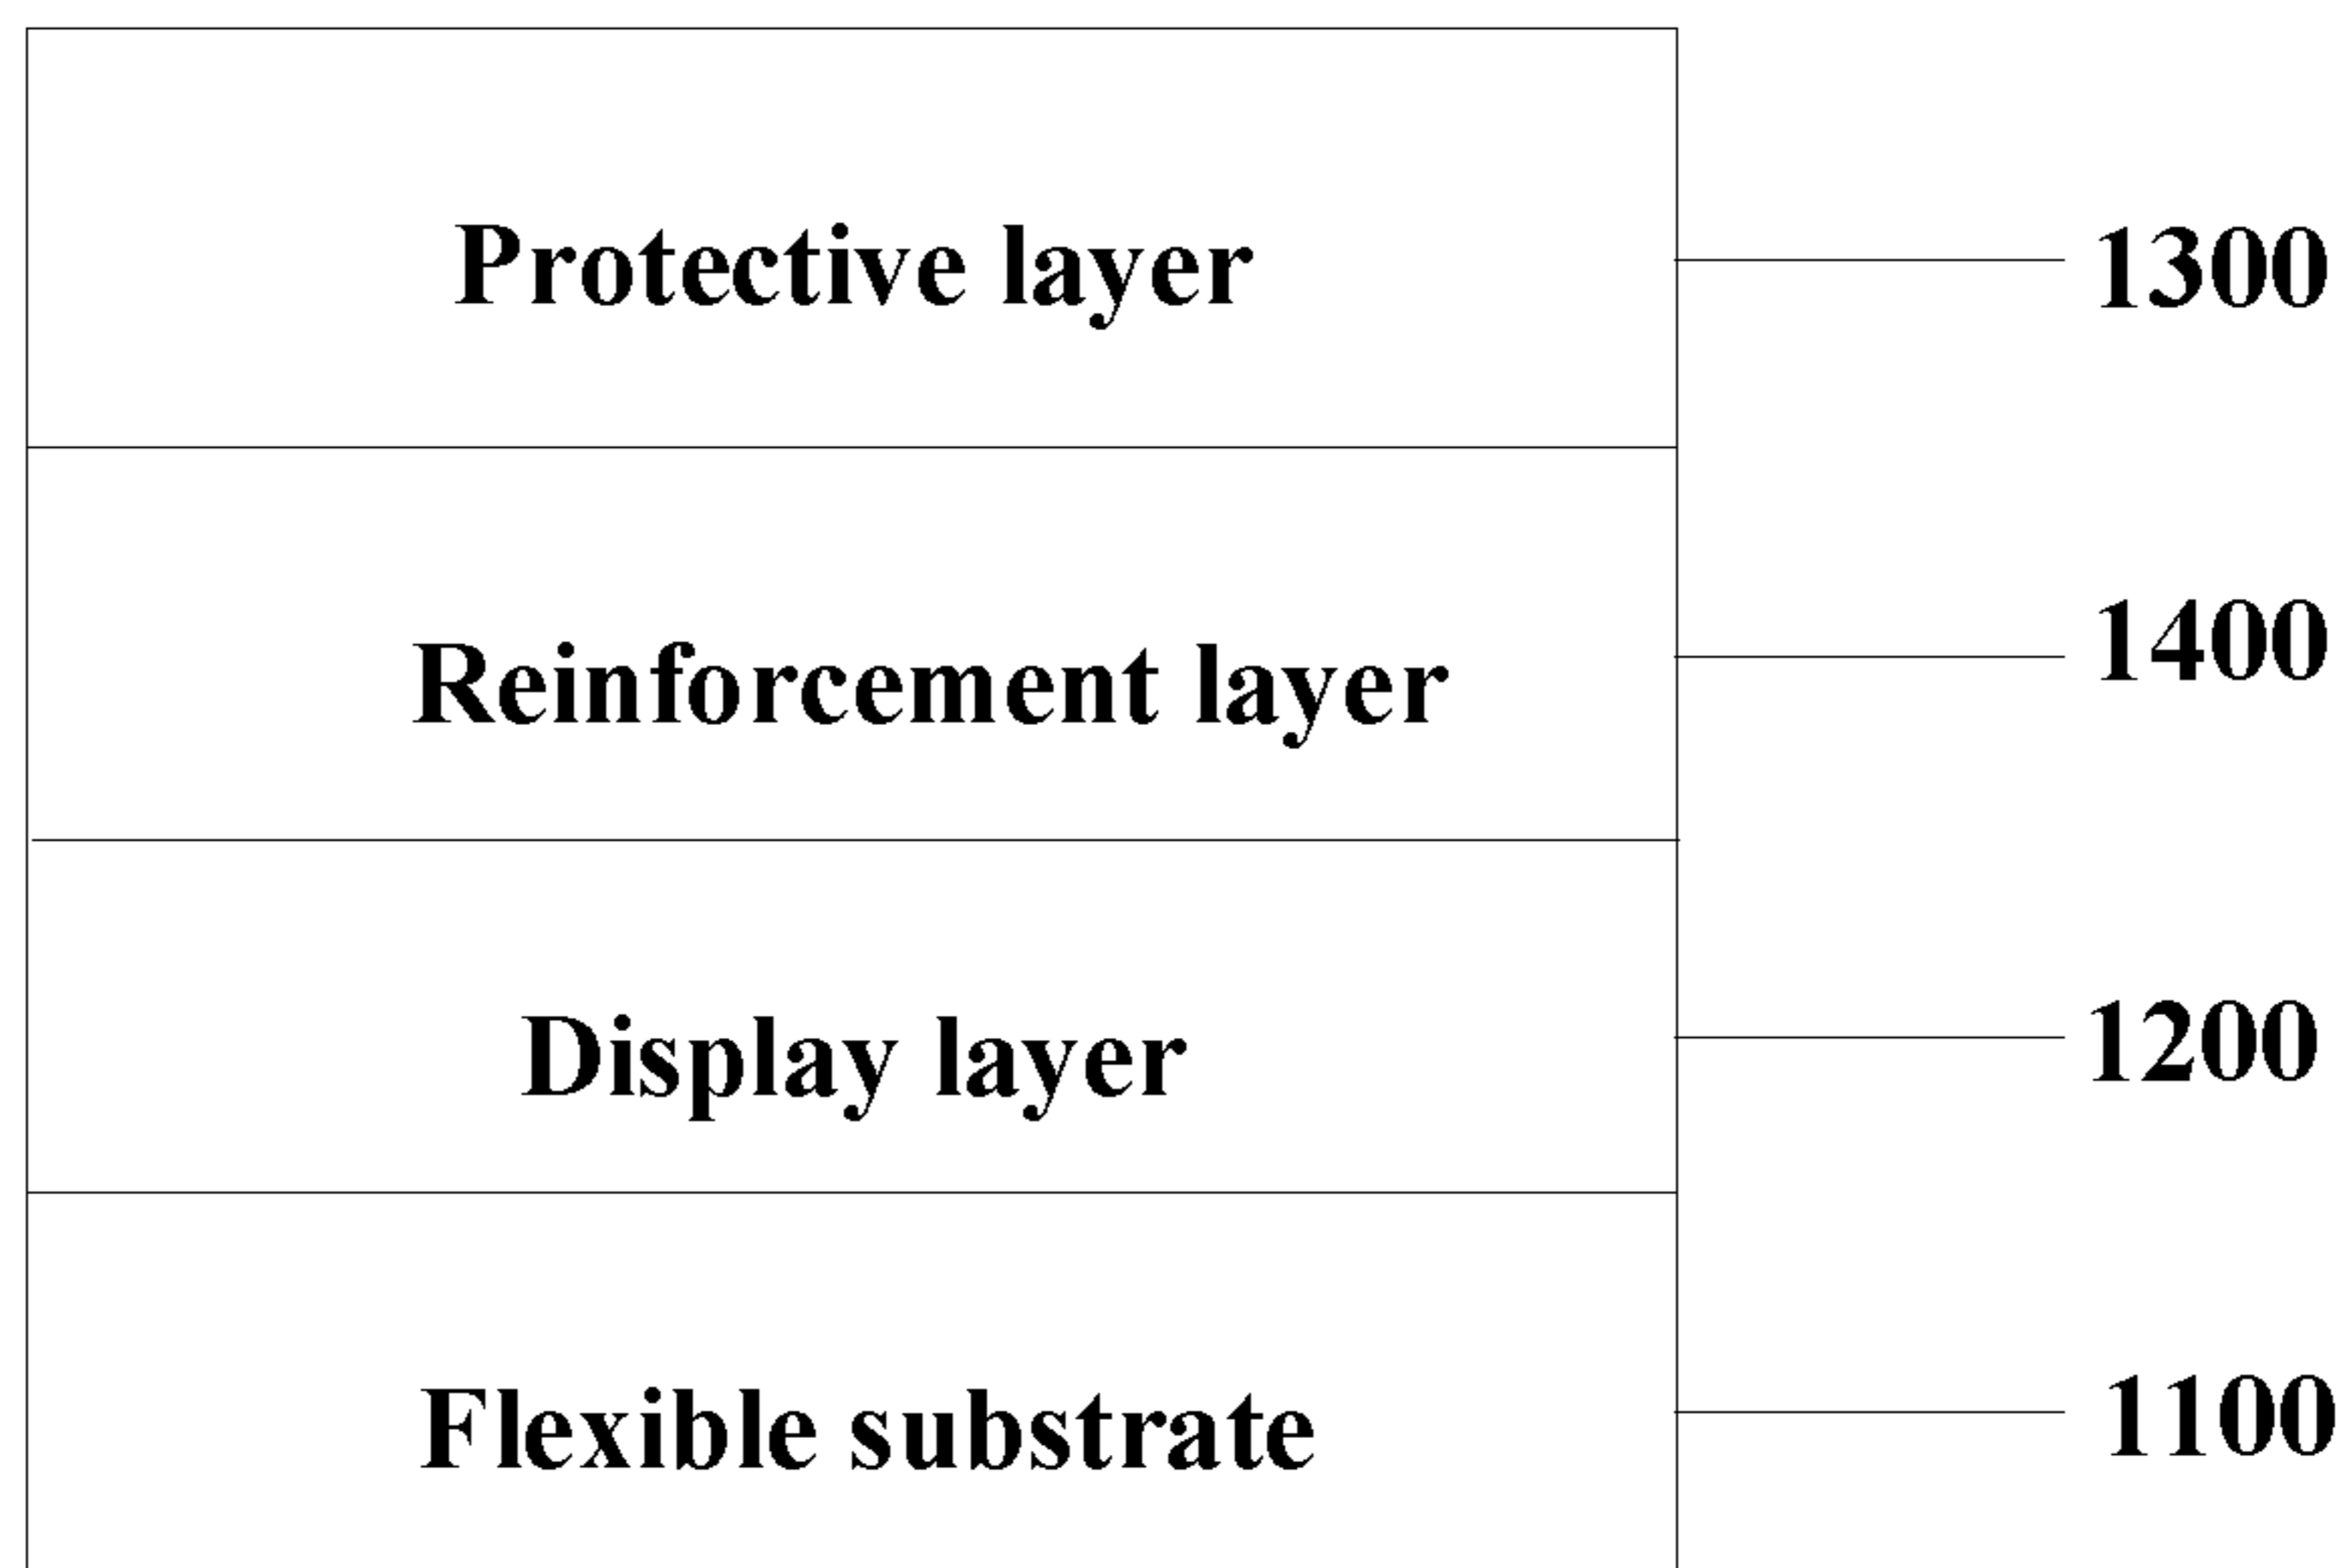 Protective layer 1300
Reinforcement layer 1400
Display layer 1200
Flexible substrate 1100